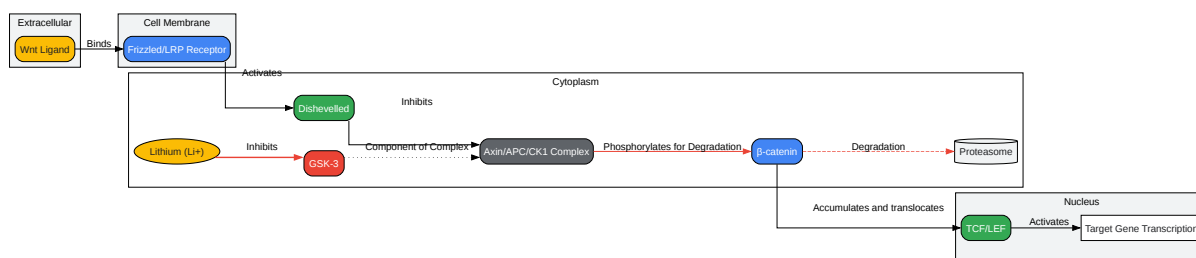 Extracellular
Cell Membrane
Wnt Ligand
Binds
Frizzled/LRP Receptor
Activates
Cytoplasm
Dishevelled
Inhibits
Lithium (Li+)
Inhibits
GSK-3
Component of Complex
Axin/APC/CK1 Complex
Phosphorylates for Degradation
β-catenin
Degradation
Proteasome
Accumulates and translocates
Nucleus
TCF/LEF
Activates
Target Gene Transcription